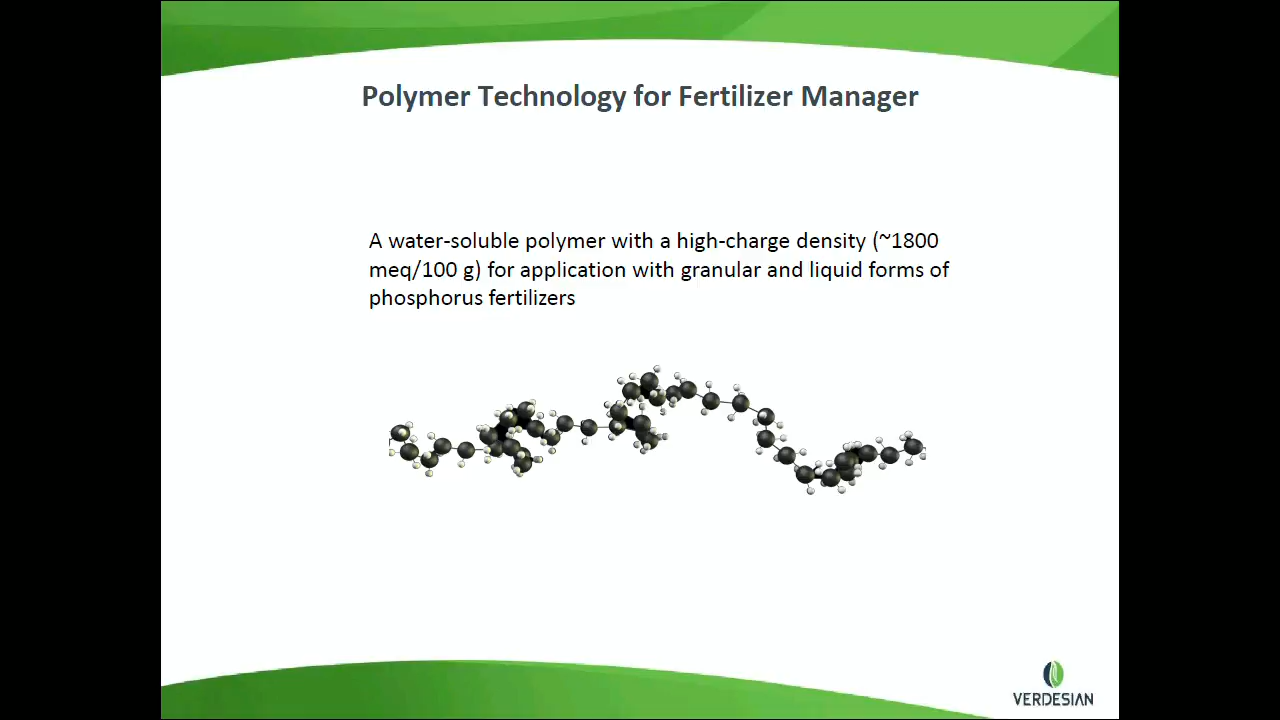 Polymer Technology for Fertilizer Manager
A water-soluble polymer with a high-charge density (~1800
meq/100 g) for application with granular and liquid forms of
phosphorus fertilizers
VERDESIAN